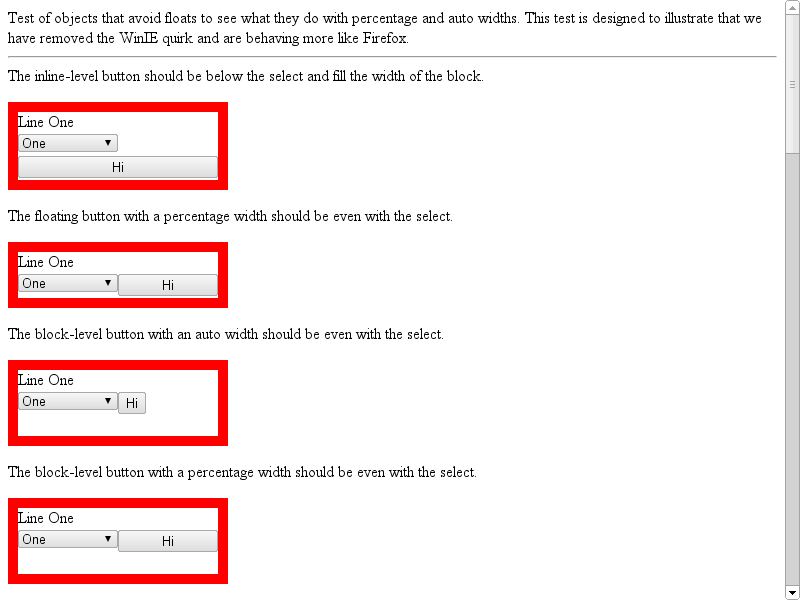 Test of objects that avoid floats to see what they do with percentage and auto widths. This test is designed to illustrate that we
have removed the WinIE quirk and are behaving more like Firefox.
The inline-level button should be below the select and fill the width of the block.
Line One
One
Hi
The floating button with a percentage width should be even with the select.
Line One
One Hi
The block-level button with an auto width should be even with the select.
Line One
One Hi
The block-level button with a percentage width should be even with the select.
Line One
One Hi